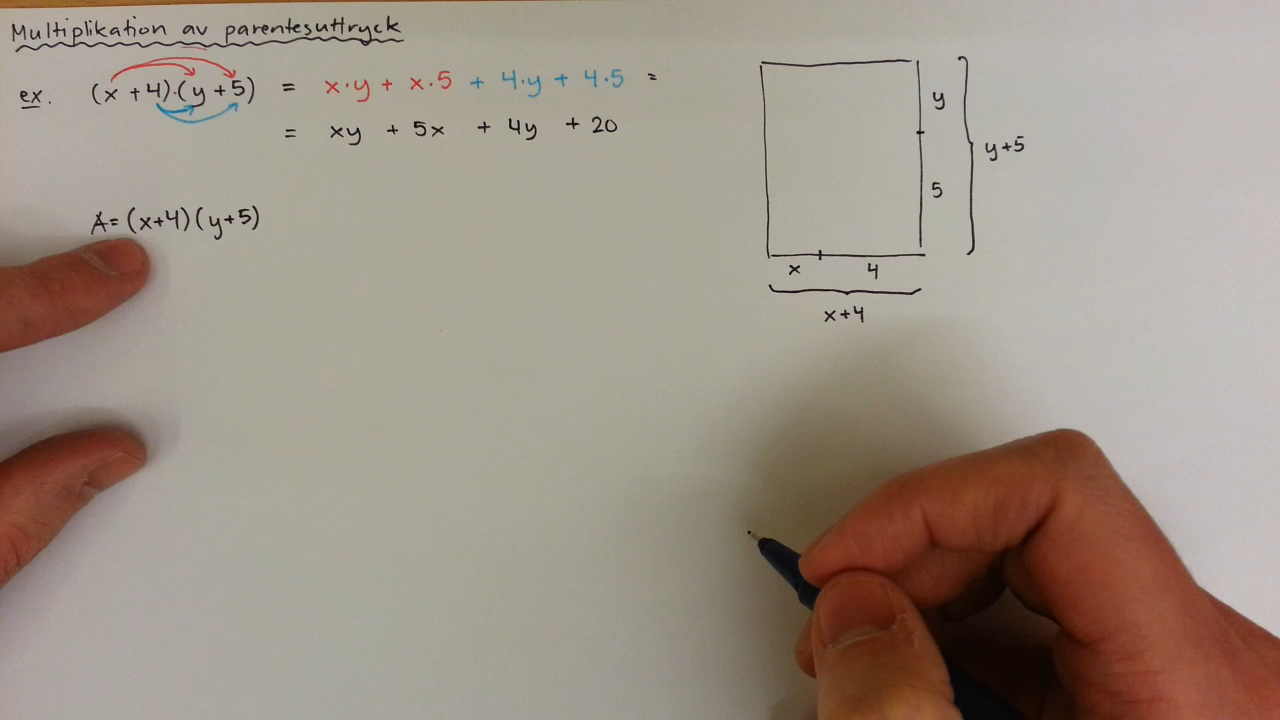 Multiplikation av parentesuttryck
ex. (x+4)·(y+5) = x·y + x·5 + 4·y + 4·5 =
= xy + 5x + 4y + 20
A=(x+4)(y+5)
y
y+5
5
x 4
x+4